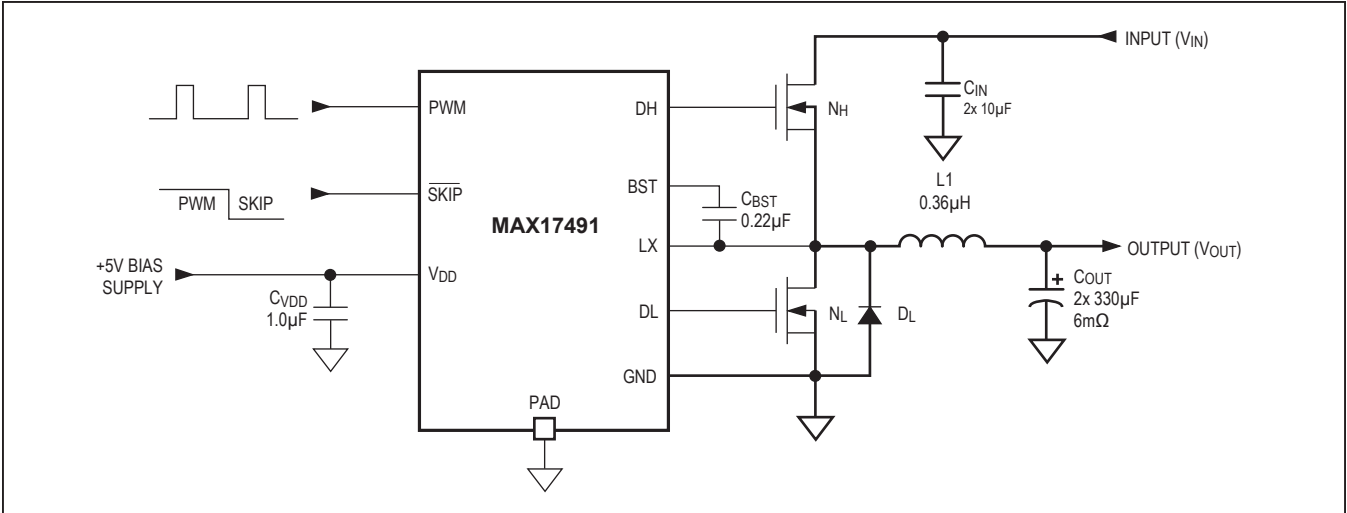 INPUT (VIN)
CIN
2x 10µF
PWM
DH
NH
L1
0.36µH
SKIP
PWM SKIP
BST
CBST
0.22µF
MAX17491
LX
OUTPUT (VOUT)
+5V BIAS
SUPPLY
VDD
CVDD
1.0µF
DL
NL
DL
+
COUT
2x 330µF
6mΩ
GND
PAD